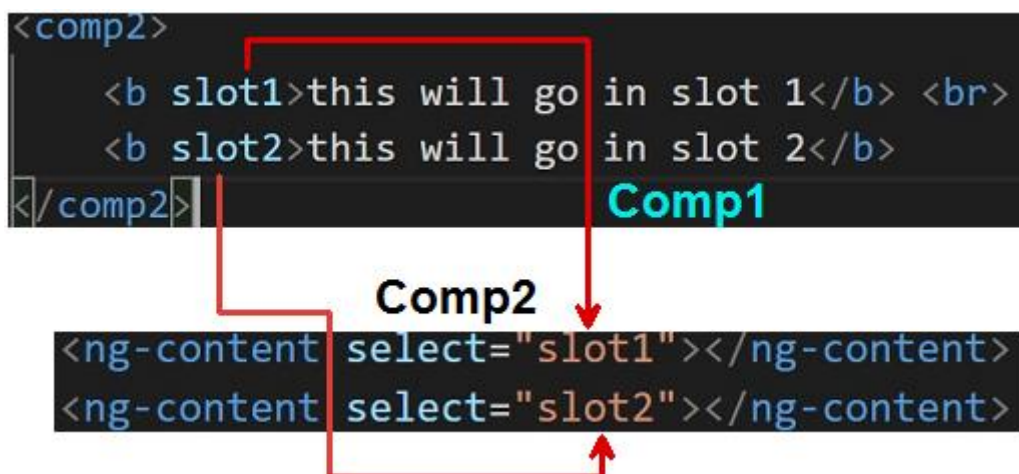 <comp2>
<b slot1>this will go in slot 1</b> <br>
<b slot2>this will go in slot 2</b>
</comp2>
Comp1
Comp2
<ng-content select="slot1"></ng-content>
<ng-content select="slot2"></ng-content>